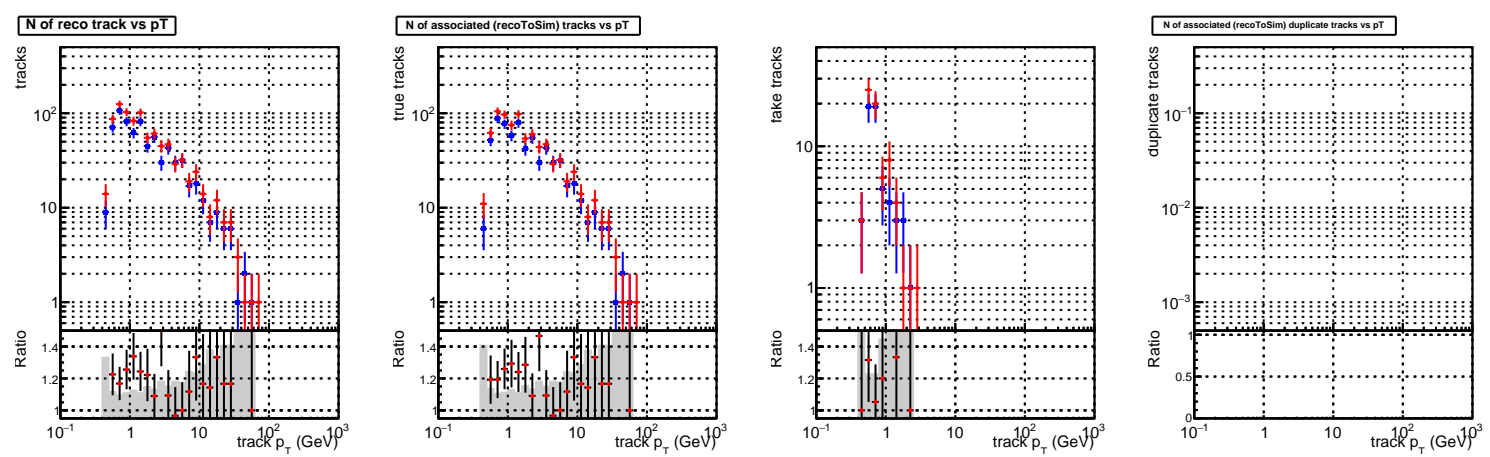 N of reco track vs pT
tracks
10²
10
1
Ratio
1.4
1.2
1
10⁻¹ 1 10 10² 10³
track p_T (GeV)
N of associated (recoToSim) tracks vs pT
true tracks
10²
10
1
Ratio
1.4
1.2
1
10⁻¹ 1 10 10² 10³
track p_T (GeV)
fake tracks
10
1
Ratio
1.4
1.2
1
10⁻¹ 1 10 10² 10³
track p_T (GeV)
N of associated (recoToSim) duplicate tracks vs pT
duplicate tracks
10⁻¹
10⁻²
10⁻³
Ratio
1
0.5
0
10⁻¹ 1 10 10² 10³
track p_T (GeV)